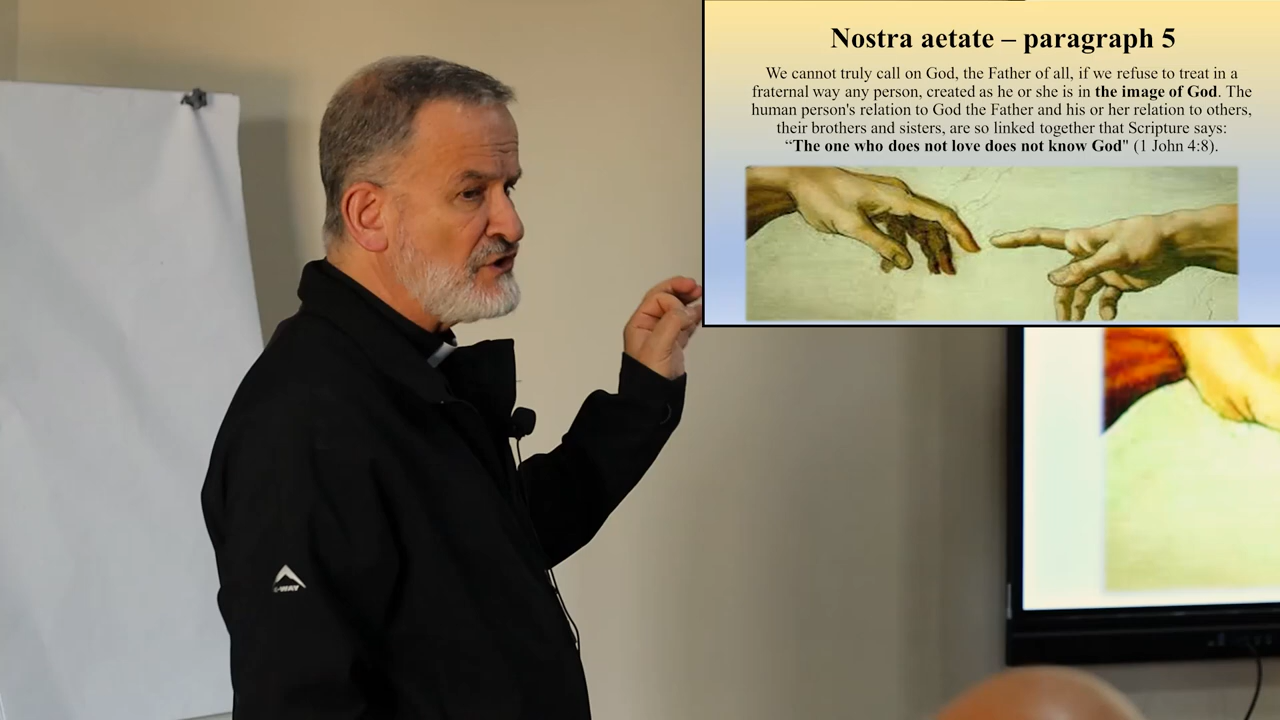 Nostra aetate – paragraph 5
We cannot truly call on God, the Father of all, if we refuse to treat in a
fraternal way any person, created as he or she is in the image of God. The
human person's relation to God the Father and his or her relation to others,
their brothers and sisters, are so linked together that Scripture says:
“The one who does not love does not know God" (1 John 4:8).